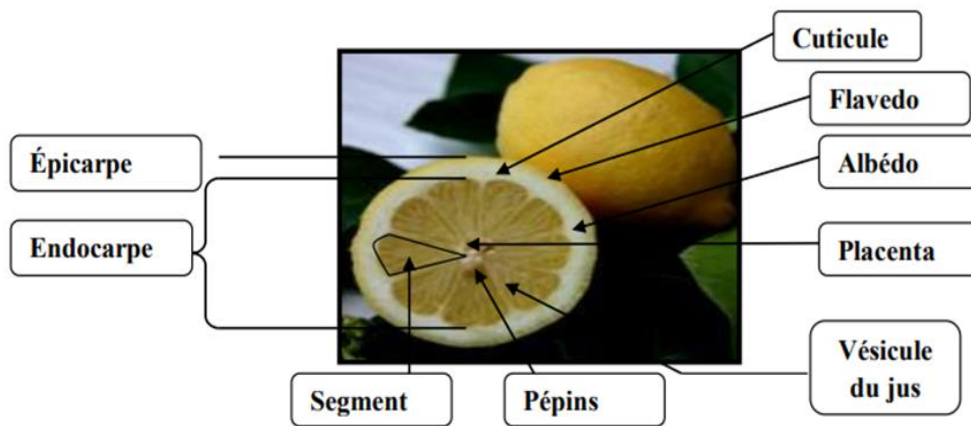 Cuticule
Flavedo
Épicarpe
Albédo
Endocarpe
Placenta
Vésicule
du jus
Segment
Pépins